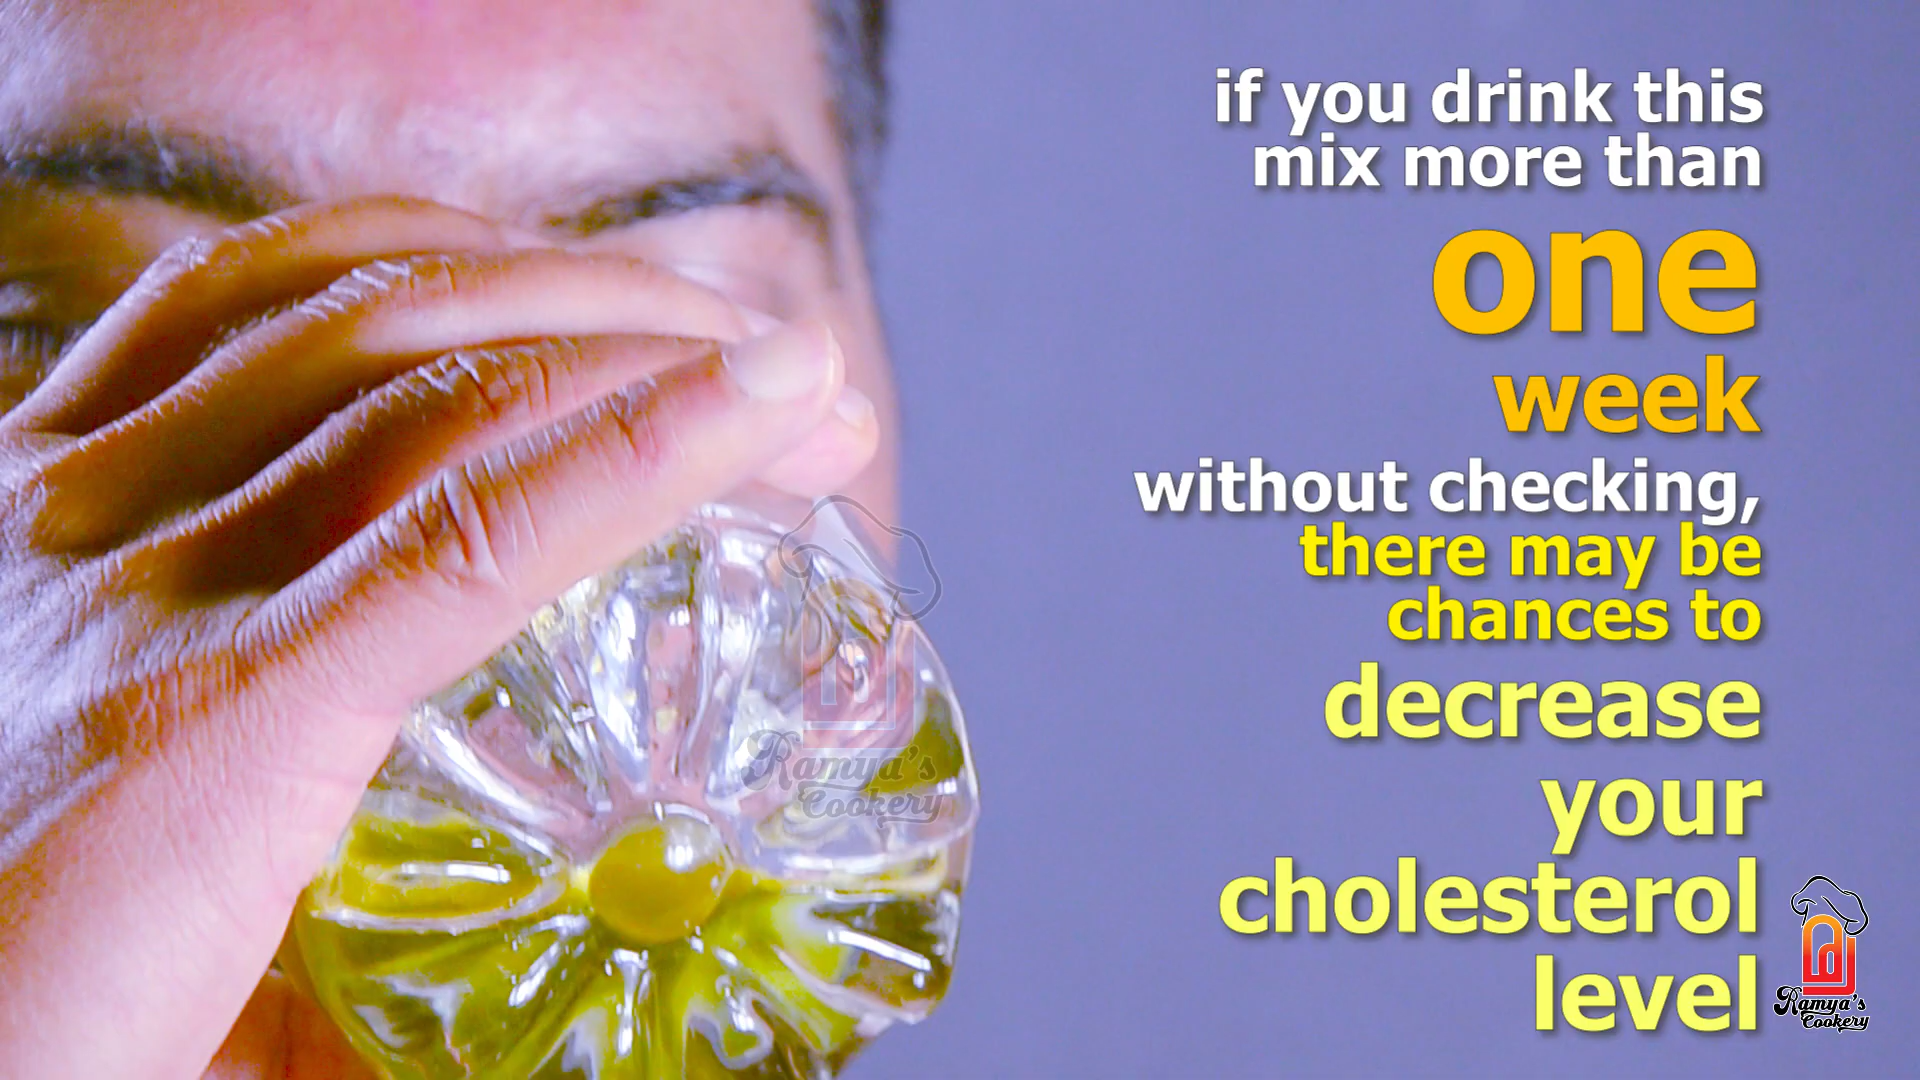 if you drink this
mix more than
one
week
without checking,
there may be
chances to
decrease
your
cholesterol
level
Ramya's
Cookery
Ramya's
Cookery